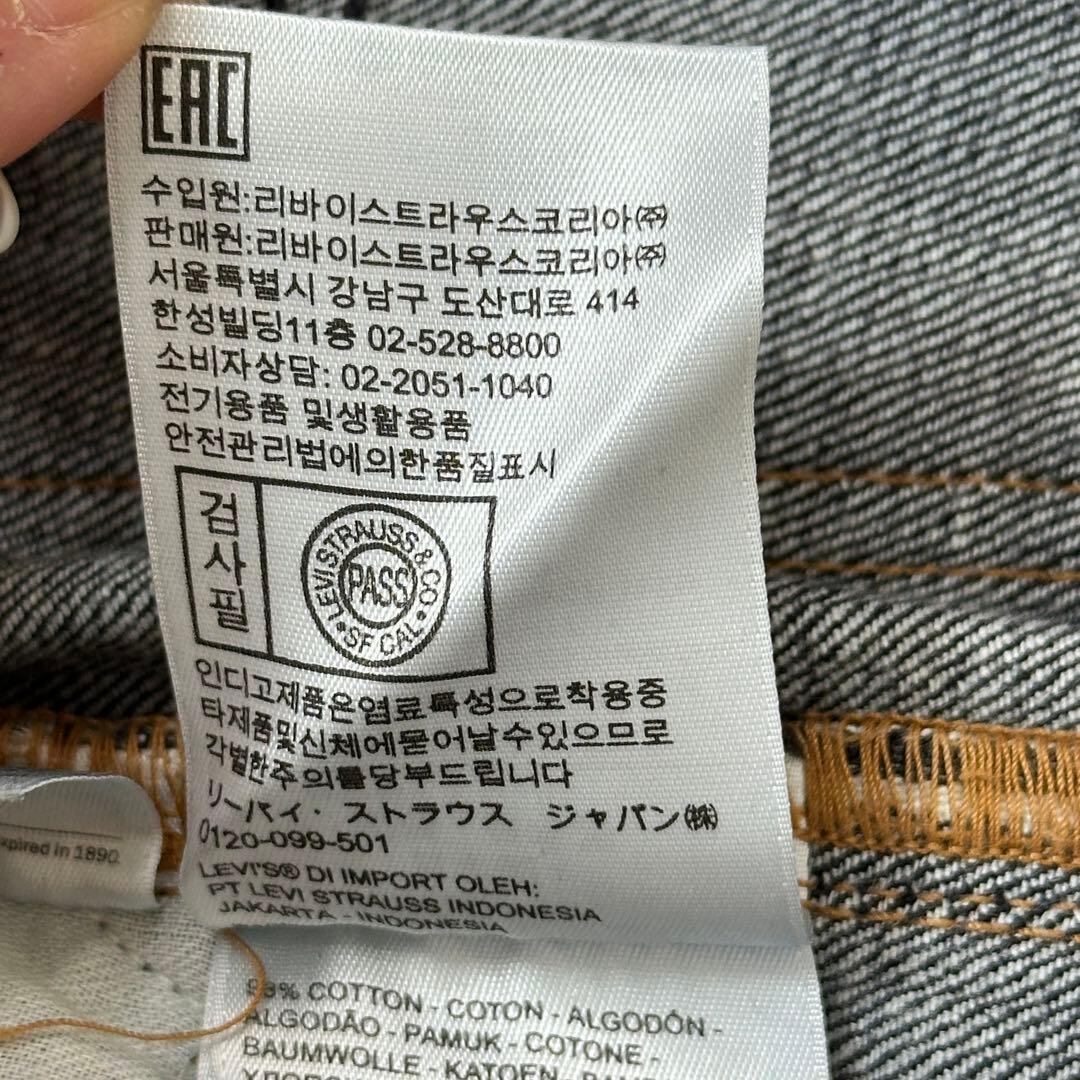 EAC
수입원:리바이스트라우스코리아㈜
판매원:리바이스트라우스코리아㈜
서울특별시 강남구 도산대로 414
한성빌딩11층 02-528-8800
소비자상담: 02-2051-1040
전기용품 및생활용품
안전관리법에의한품질표시
검사필
LEVI STRAUSS & CO.
PASS
SF CAL
인디고제품은염료특성으로착용중
타제품및신체에묻어날수있으므로
각별한주의를당부드립니다
リーバイ・ストラウス ジャパン㈱
0120-099-501
LEVI'S® DI IMPORT OLEH:
PT LEVI STRAUSS INDONESIA
JAKARTA - INDONESIA
xpired in 1890.
COTTON - COTON - ALGODÓN -
ALGODÃO - PAMUK - COTONE -
BAUMWOLLE - KATOEN -